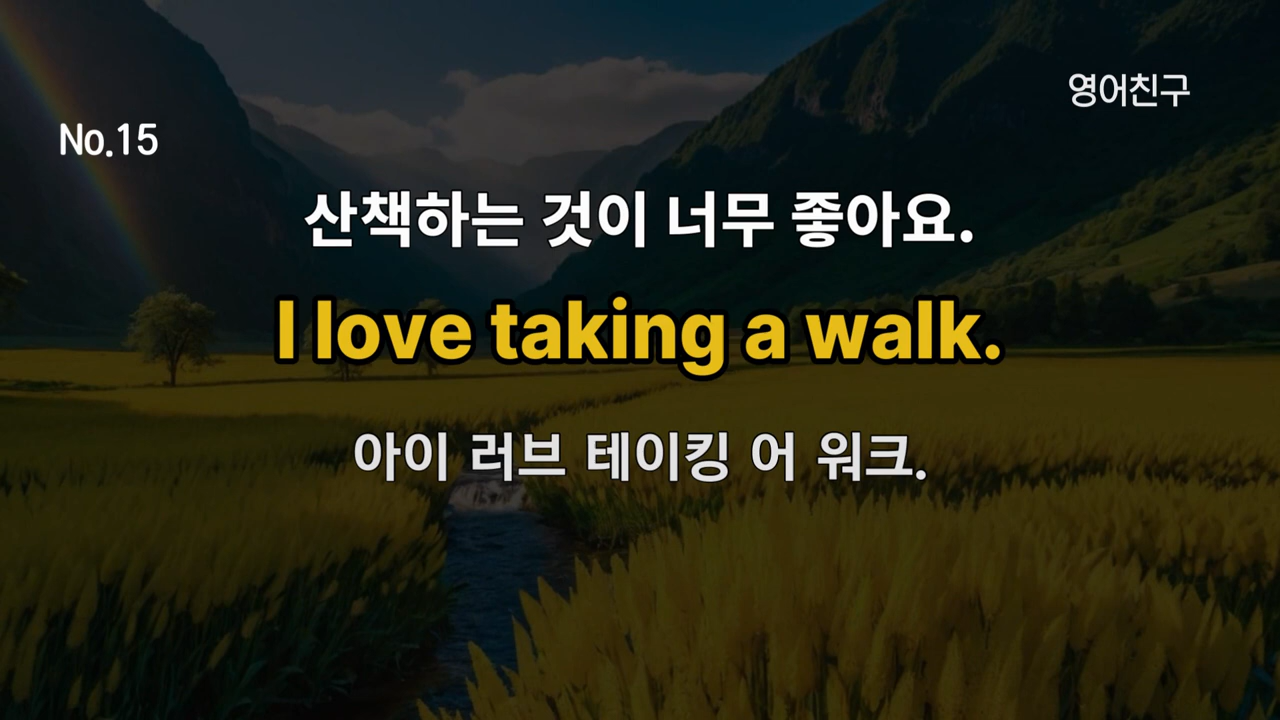 영어친구
No.15
산책하는 것이 너무 좋아요.
I love taking a walk.
아이 러브 테이킹 어 워크.